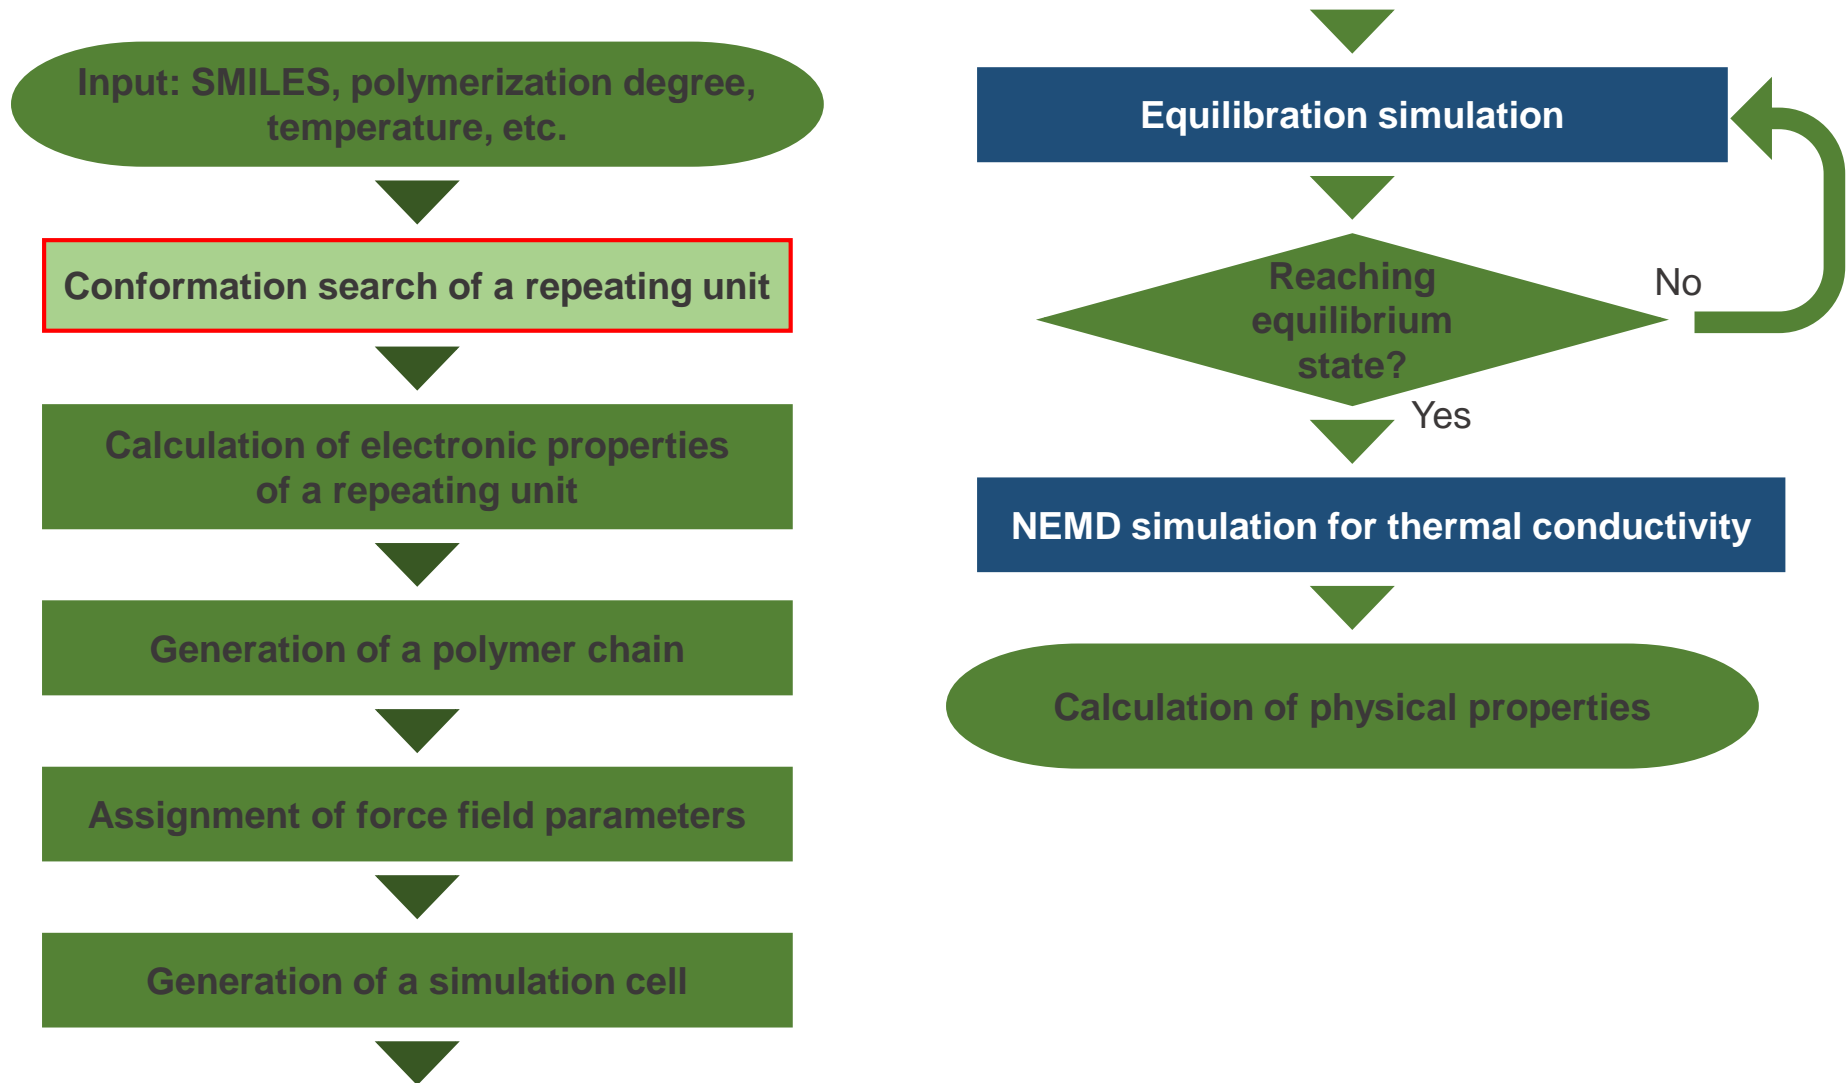 Input: SMILES, polymerization degree,
temperature, etc.
Conformation search of a repeating unit
Calculation of electronic properties
of a repeating unit
Generation of a polymer chain
Assignment of force field parameters
Generation of a simulation cell
Equilibration simulation
Reaching
equilibrium
state?
No
Yes
NEMD simulation for thermal conductivity
Calculation of physical properties